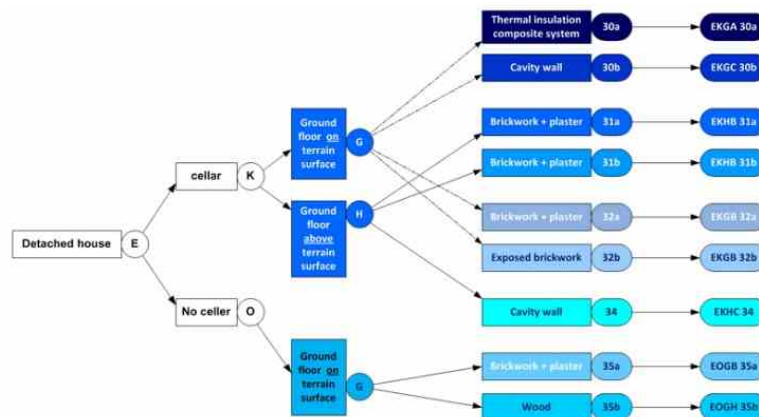 Thermal insulation
composite system
30a
EKGA 30a
Cavity wall
30b
EKGC 30b
Ground
floor on
terrain
surface
G
Brickwork + plaster
31a
EKHB 31a
Brickwork + plaster
31b
EKHB 31b
cellar
K
Ground
floor
above
terrain
surface
H
Brickwork + plaster
32a
EKGB 32a
Detached house
E
Exposed brickwork
32b
EKGB 32b
No celler
O
Cavity wall
34
EKHC 34
Ground
floor on
terrain
surface
G
Brickwork + plaster
35a
EOGB 35a
Wood
35b
EOGH 35b